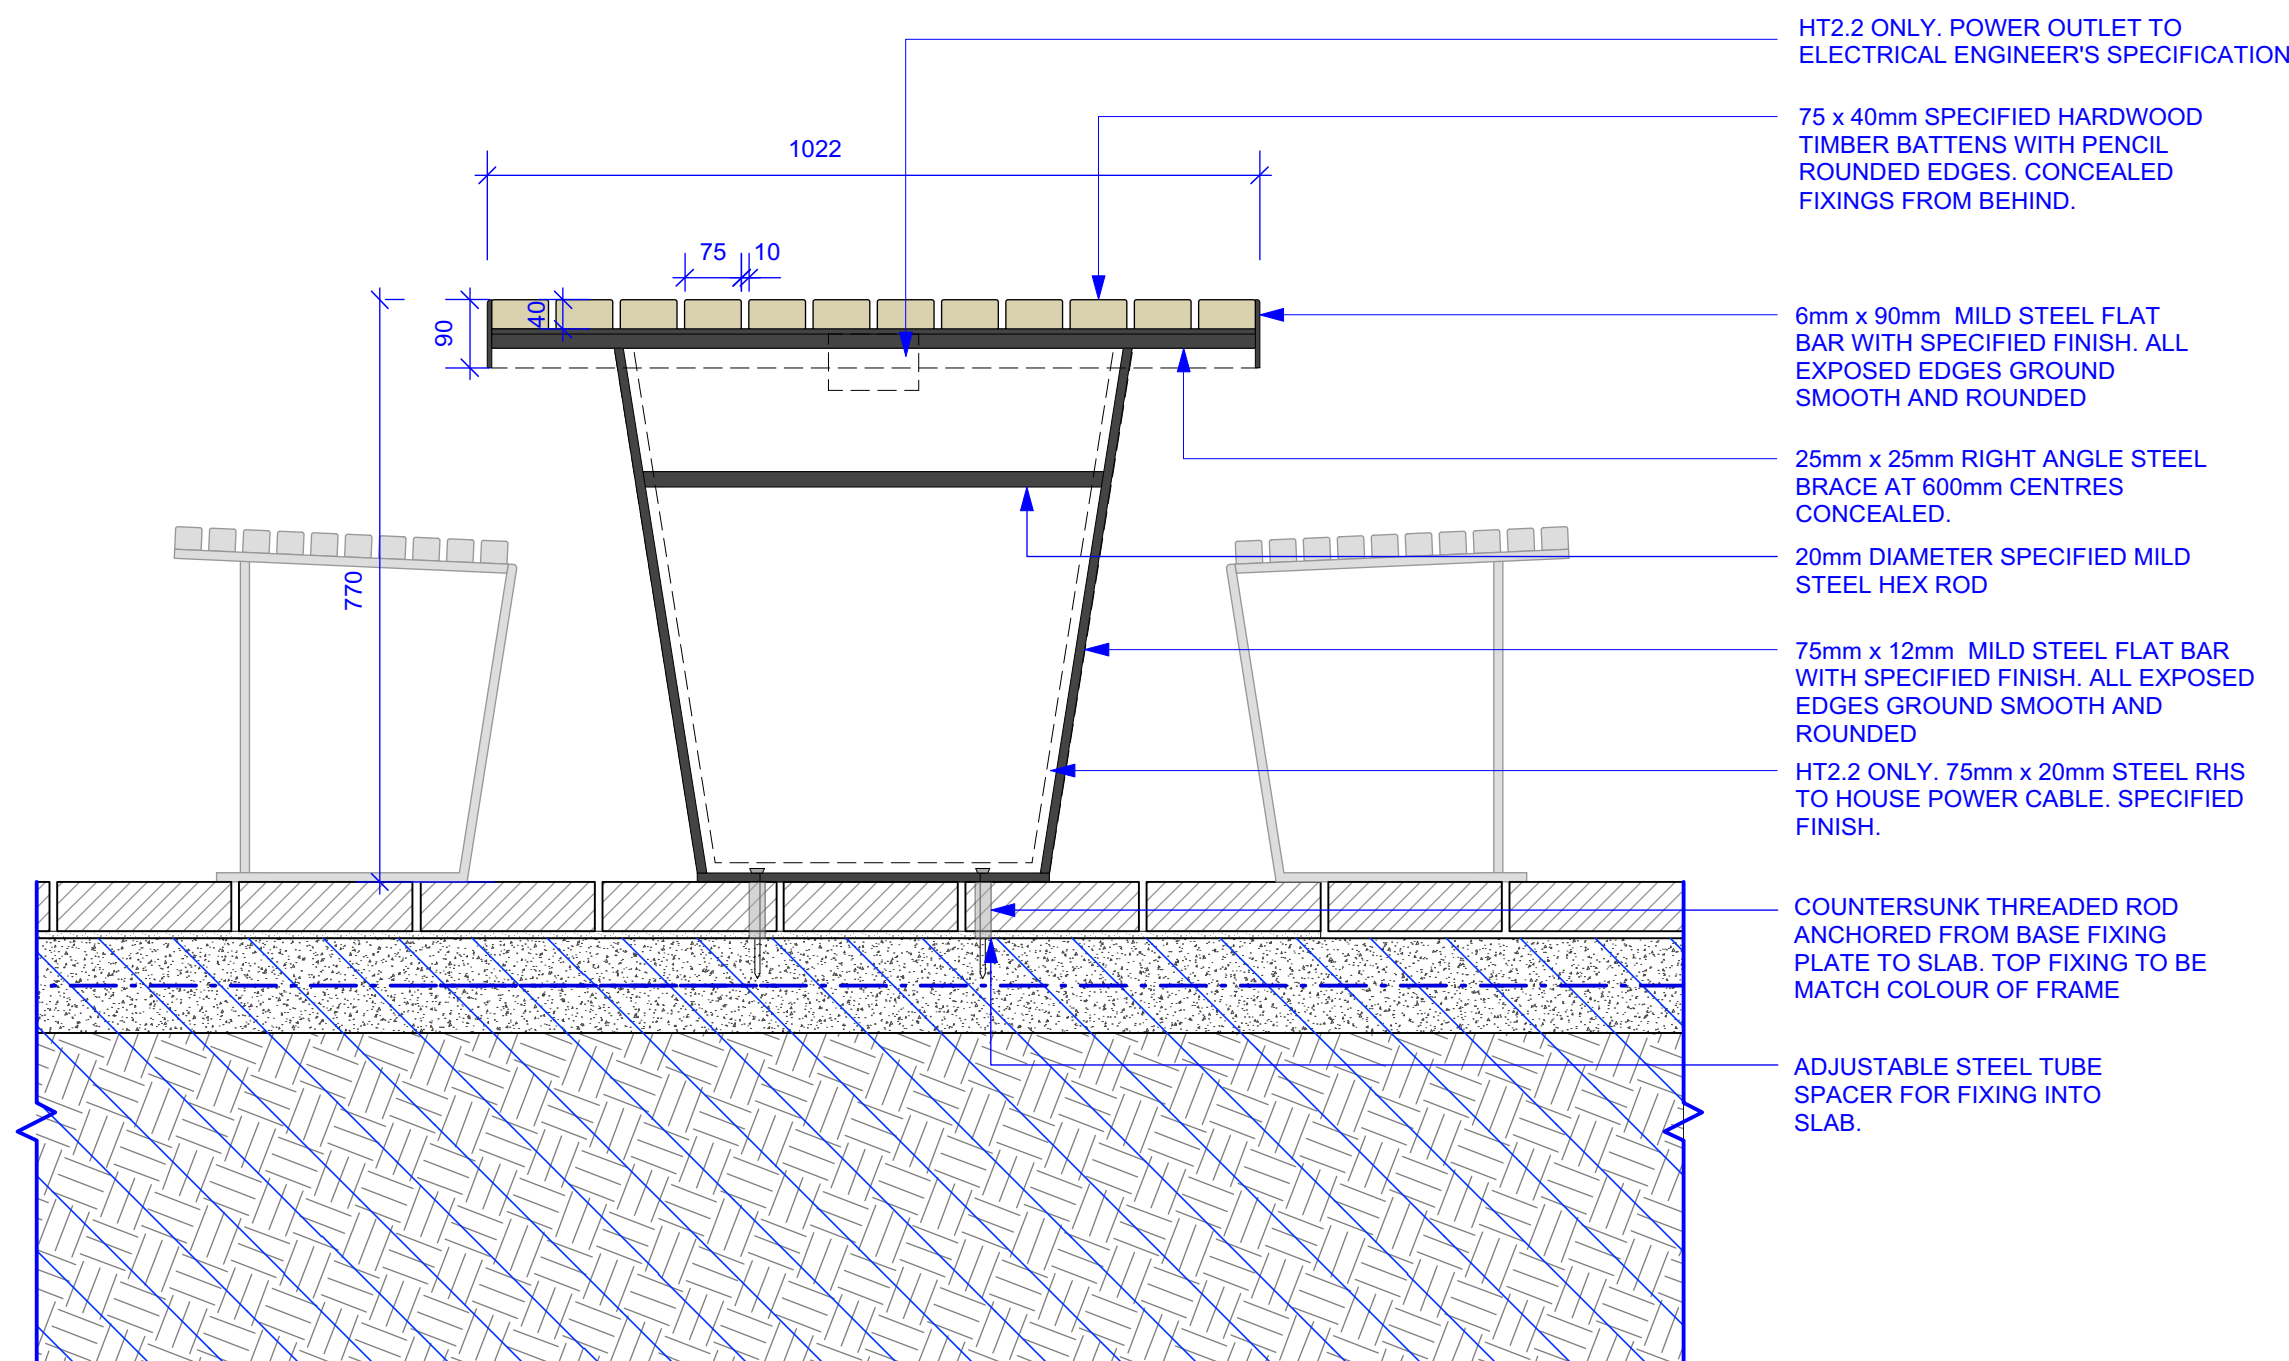 HT2.2 ONLY. POWER OUTLET TO
ELECTRICAL ENGINEER'S SPECIFICATION
75 x 40mm SPECIFIED HARDWOOD
TIMBER BATTENS WITH PENCIL
ROUNDED EDGES. CONCEALED
FIXINGS FROM BEHIND.
1022
75
10
40
90
6mm x 90mm  MILD STEEL FLAT
BAR WITH SPECIFIED FINISH. ALL
EXPOSED EDGES GROUND
SMOOTH AND ROUNDED
25mm x 25mm RIGHT ANGLE STEEL
BRACE AT 600mm CENTRES
CONCEALED.
20mm DIAMETER SPECIFIED MILD
STEEL HEX ROD
770
75mm x 12mm  MILD STEEL FLAT BAR
WITH SPECIFIED FINISH. ALL EXPOSED
EDGES GROUND SMOOTH AND
ROUNDED
HT2.2 ONLY. 75mm x 20mm STEEL RHS
TO HOUSE POWER CABLE. SPECIFIED
FINISH.
COUNTERSUNK THREADED ROD
ANCHORED FROM BASE FIXING
PLATE TO SLAB. TOP FIXING TO BE
MATCH COLOUR OF FRAME
ADJUSTABLE STEEL TUBE
SPACER FOR FIXING INTO
SLAB.